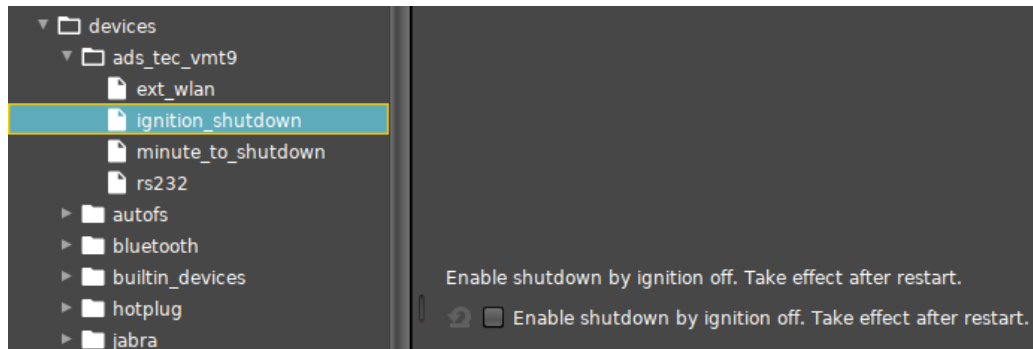 devices
ads_tec_vmt9
ext_wlan
ignition_shutdown
minute_to_shutdown
rs232
autofs
bluetooth
builtin_devices
hotplug
jabra
Enable shutdown by ignition off. Take effect after restart.
Enable shutdown by ignition off. Take effect after restart.